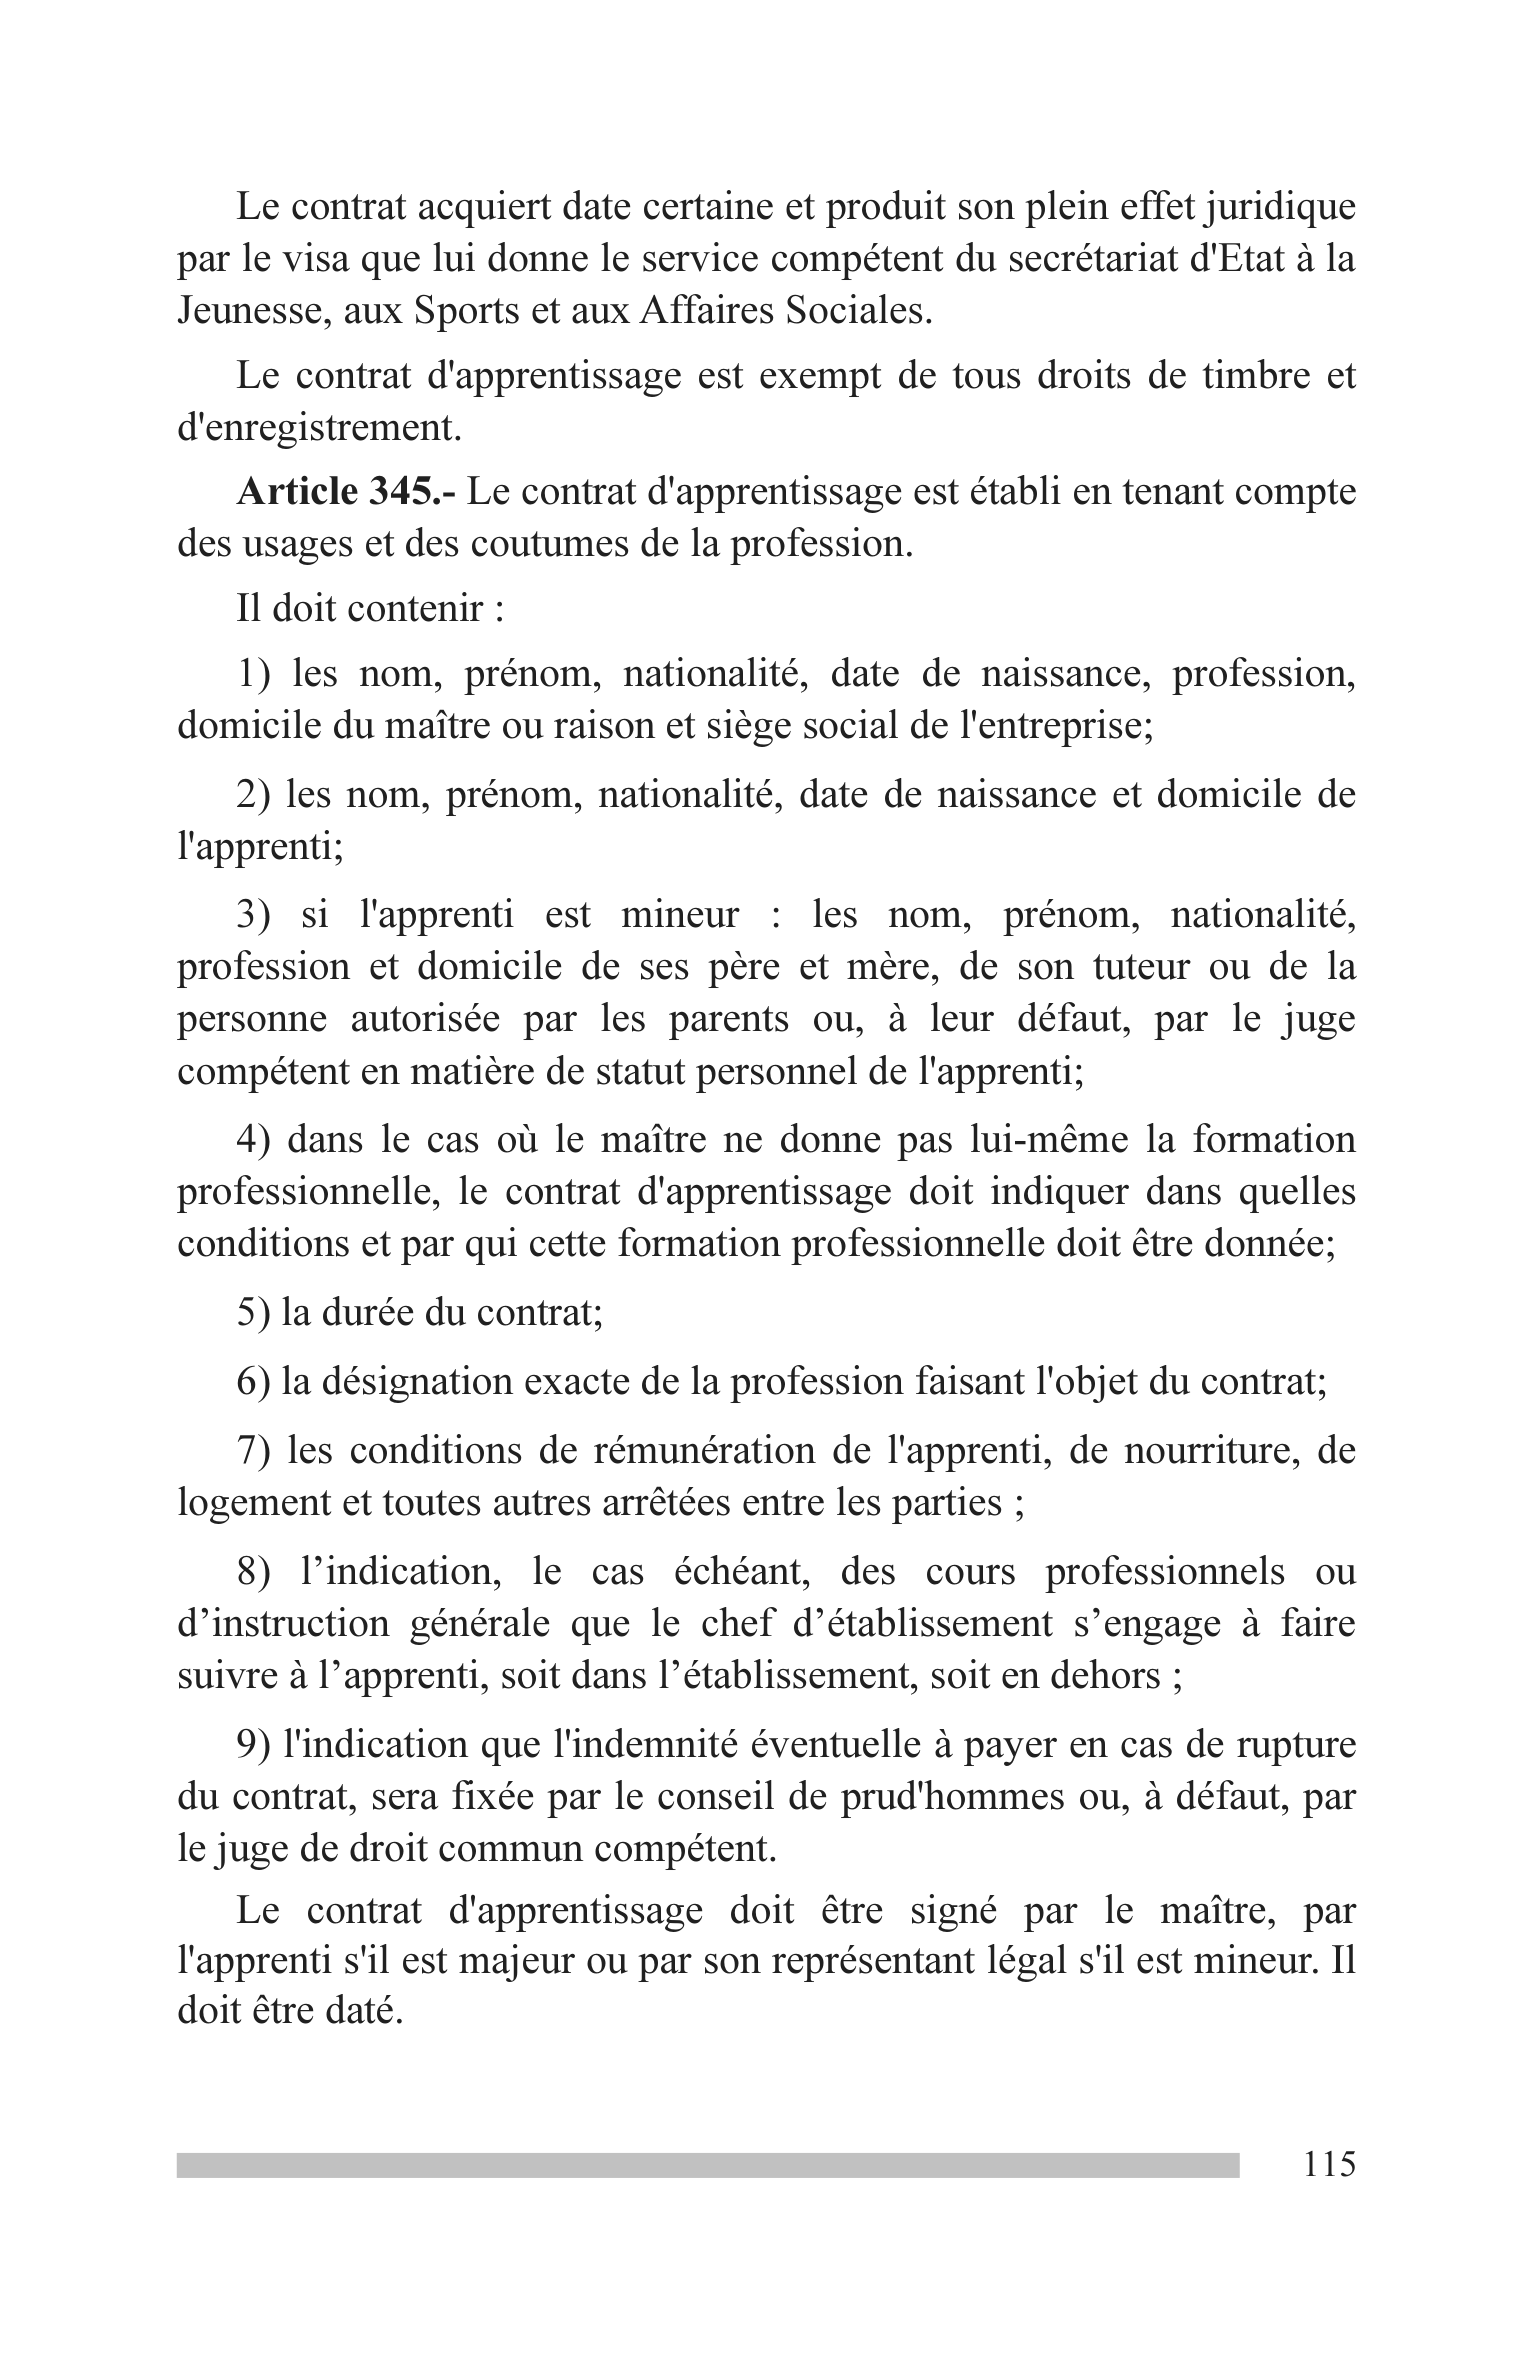 Le contrat acquiert date certaine et produit son plein effet juridique
par le visa que lui donne le service compétent du secrétariat d'Etat à la
Jeunesse, aux Sports et aux Affaires Sociales.
Le contrat d'apprentissage est exempt de tous droits de timbre et
d'enregistrement.
Article 345.- Le contrat d'apprentissage est établi en tenant compte
des usages et des coutumes de la profession.
Il doit contenir :
1) les nom, prénom, nationalité, date de naissance, profession,
domicile du maître ou raison et siège social de l'entreprise;
2) les nom, prénom, nationalité, date de naissance et domicile de
l'apprenti;
3) si l'apprenti est mineur : les nom, prénom, nationalité,
profession et domicile de ses père et mère, de son tuteur ou de la
personne autorisée par les parents ou, à leur défaut, par le juge
compétent en matière de statut personnel de l'apprenti;
4) dans le cas où le maître ne donne pas lui-même la formation
professionnelle, le contrat d'apprentissage doit indiquer dans quelles
conditions et par qui cette formation professionnelle doit être donnée;
5) la durée du contrat;
6) la désignation exacte de la profession faisant l'objet du contrat;
7) les conditions de rémunération de l'apprenti, de nourriture, de
logement et toutes autres arrêtées entre les parties ;
8) l’indication, le cas échéant, des cours professionnels ou
d’instruction générale que le chef d’établissement s’engage à faire
suivre à l’apprenti, soit dans l’établissement, soit en dehors ;
9) l'indication que l'indemnité éventuelle à payer en cas de rupture
du contrat, sera fixée par le conseil de prud'hommes ou, à défaut, par
le juge de droit commun compétent.
Le contrat d'apprentissage doit être signé par le maître, par
l'apprenti s'il est majeur ou par son représentant légal s'il est mineur. Il
doit être daté.
115